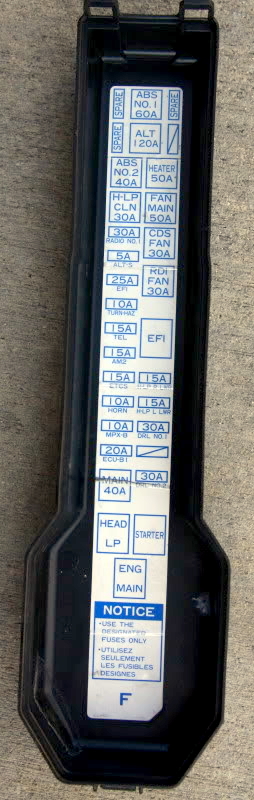 SPARE
ABS
NO.1
60A
SPARE
SPARE
ALT
120A
ABS
NO.2
40A
HEATER
50A
H-LP
CLN
30A
FAN
MAIN
50A
30A
RADIO NO.1
CDS
FAN
30A
5A
ALT-S
RDI
FAN
30A
25A
EFI
10A
TURN-HAZ
15A
TEL
EFI
15A
AM2
15A
ETCS
15A
10A
HORN
15A
H-LP L LWR
10A
MPX-B
30A
DRL NO.1
20A
ECU-B1
MAIN
40A
30A
HEAD
LP
STARTER
ENG
MAIN
NOTICE
•USE THE
DESIGNATED
FUSES ONLY
•UTILISEZ
SEULEMENT
LES FUSIBLES
DESIGNES
F